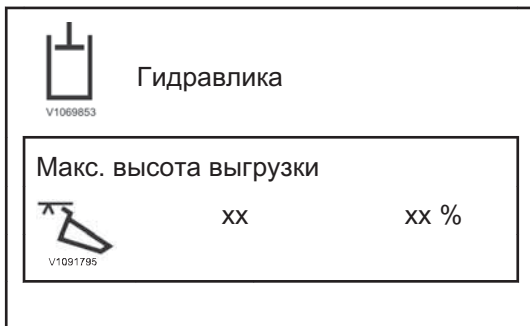 Гидравлика
V1069853
Макс. высота выгрузки
xx xx %
V1091795